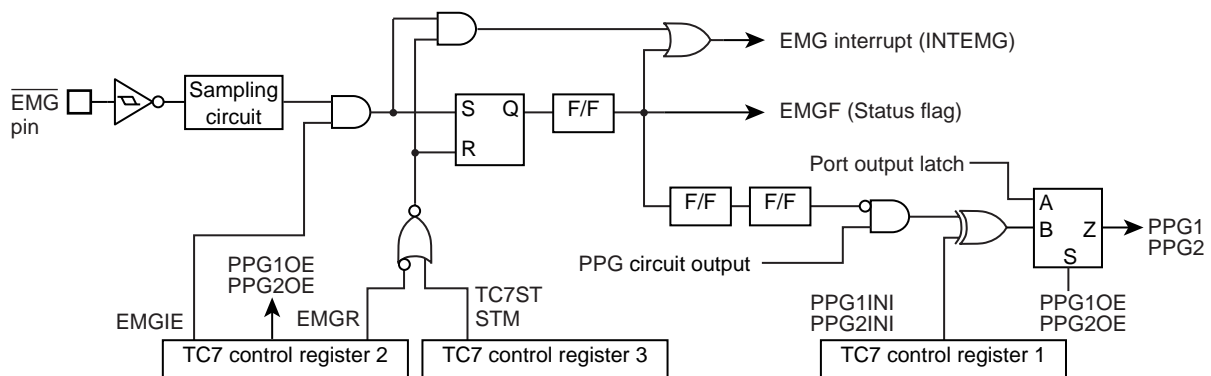 EMG
pin
Sampling
circuit
S
R
Q
F/F
EMG interrupt (INTEMG)
EMGF (Status flag)
Port output latch
F/F
F/F
PPG circuit output
A
B
Z
S
PPG1
PPG2
PPG1OE
PPG2OE
EMGIE
EMGR
TC7ST
STM
PPG1INI
PPG2INI
PPG1OE
PPG2OE
TC7 control register 2
TC7 control register 3
TC7 control register 1